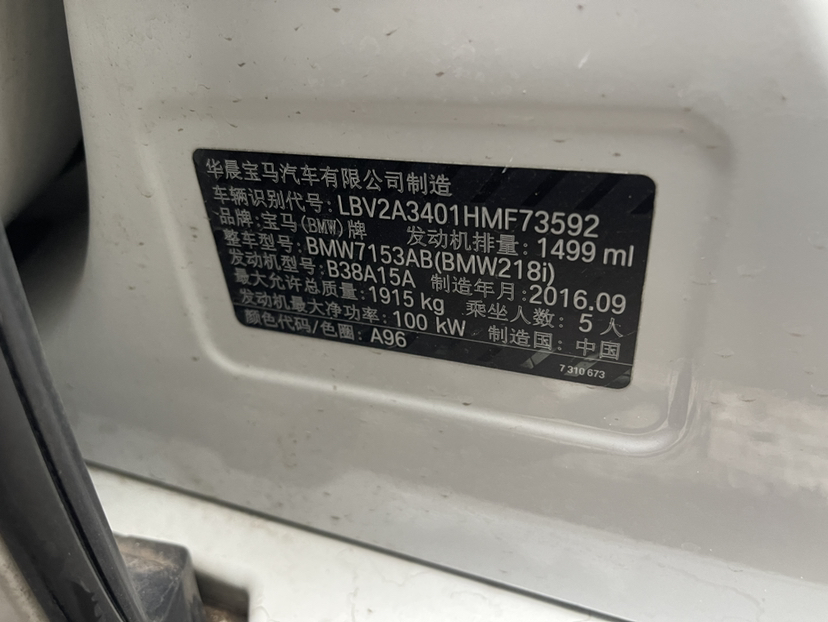 华晨宝马汽车有限公司制造
车辆识别代号: LBV2A3401HMF73592
品牌: 宝马(BMW)牌 发动机排量: 1499 ml
整车型号: BMW7153AB(BMW218i)
发动机型号: B38A15A 制造年月: 2016.09
最大允许总质量: 1915 kg 乘坐人数: 5 人
发动机最大净功率: 100 kW 制造国: 中国
颜色代码/色圈: A96
7 310 673